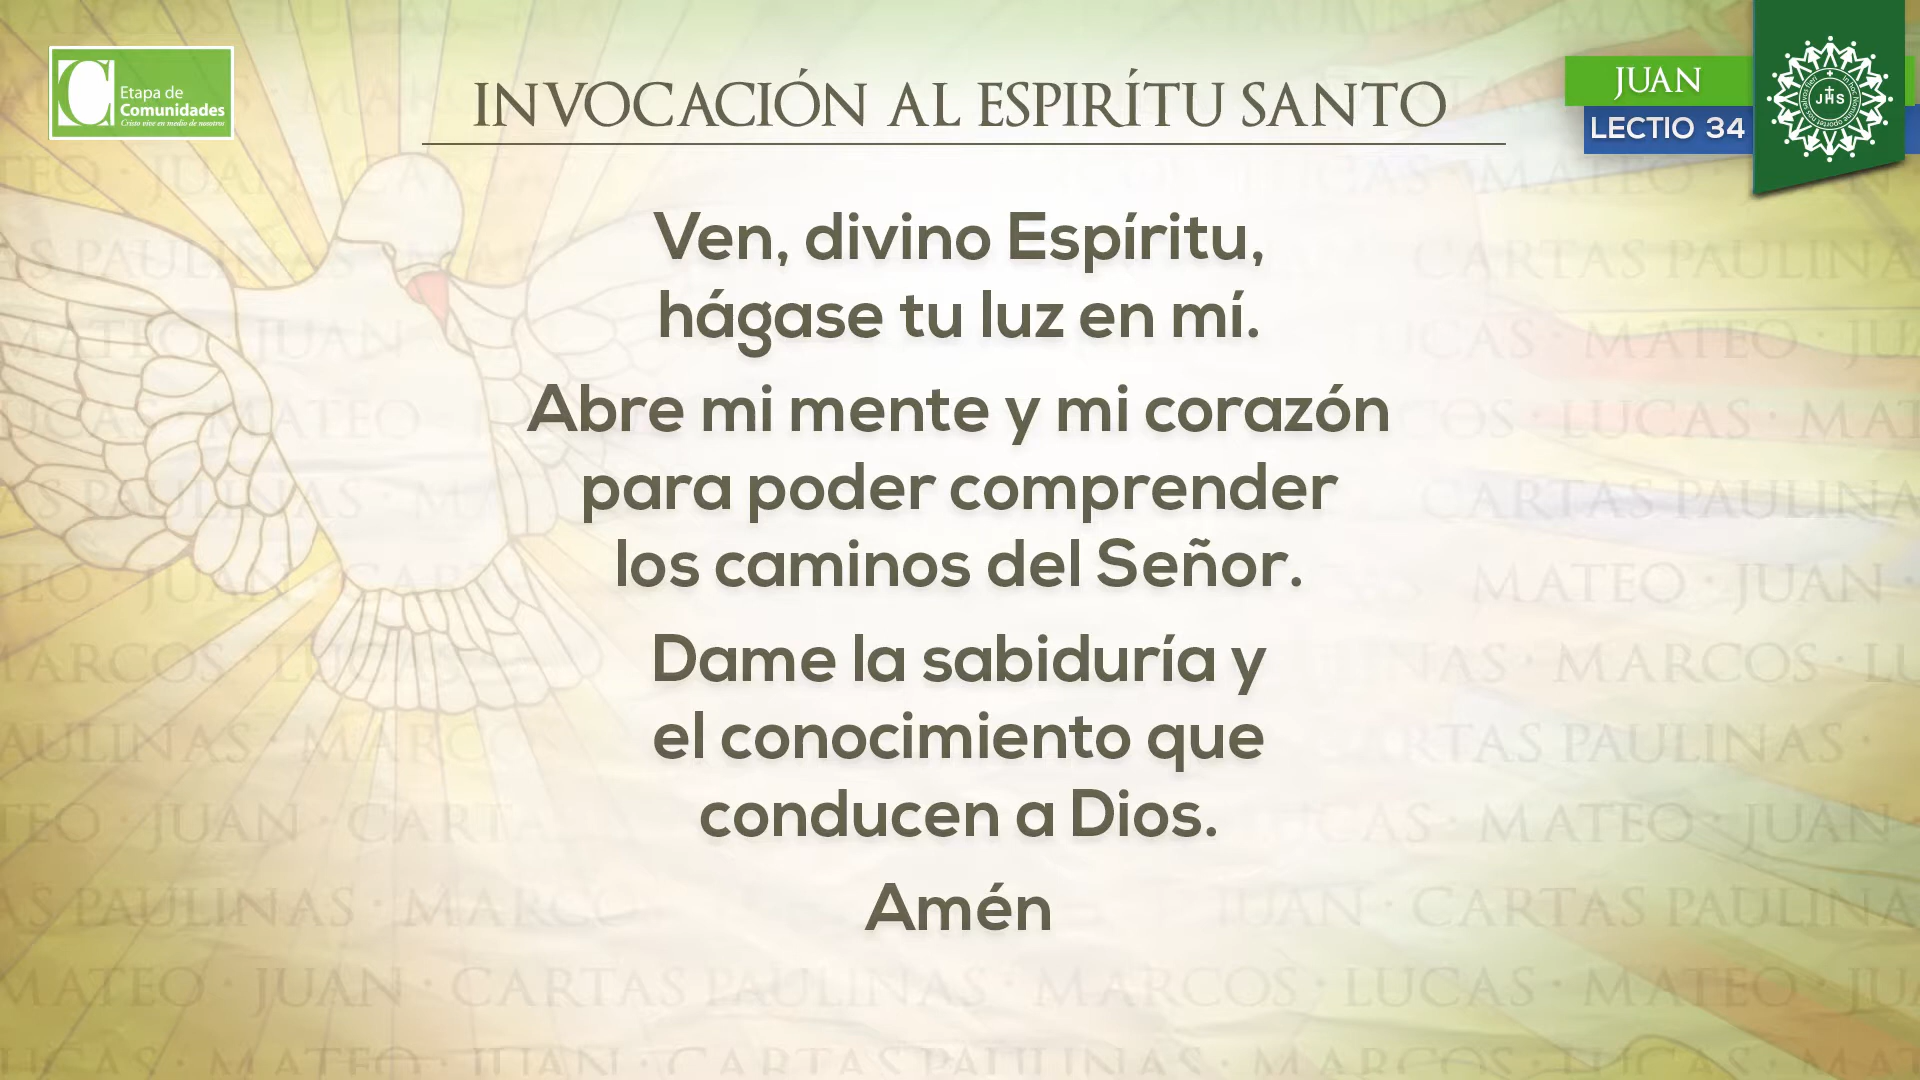 Etapa de
Comunidades
Cristo vive en medio de nosotros
INVOCACIÓN AL ESPIRÍTU SANTO
JUAN
LECTIO 34
JHS
Ven, divino Espíritu,
hágase tu luz en mí.
Abre mi mente y mi corazón
para poder comprender
los caminos del Señor.
Dame la sabiduría y
el conocimiento que
conducen a Dios.
Amén